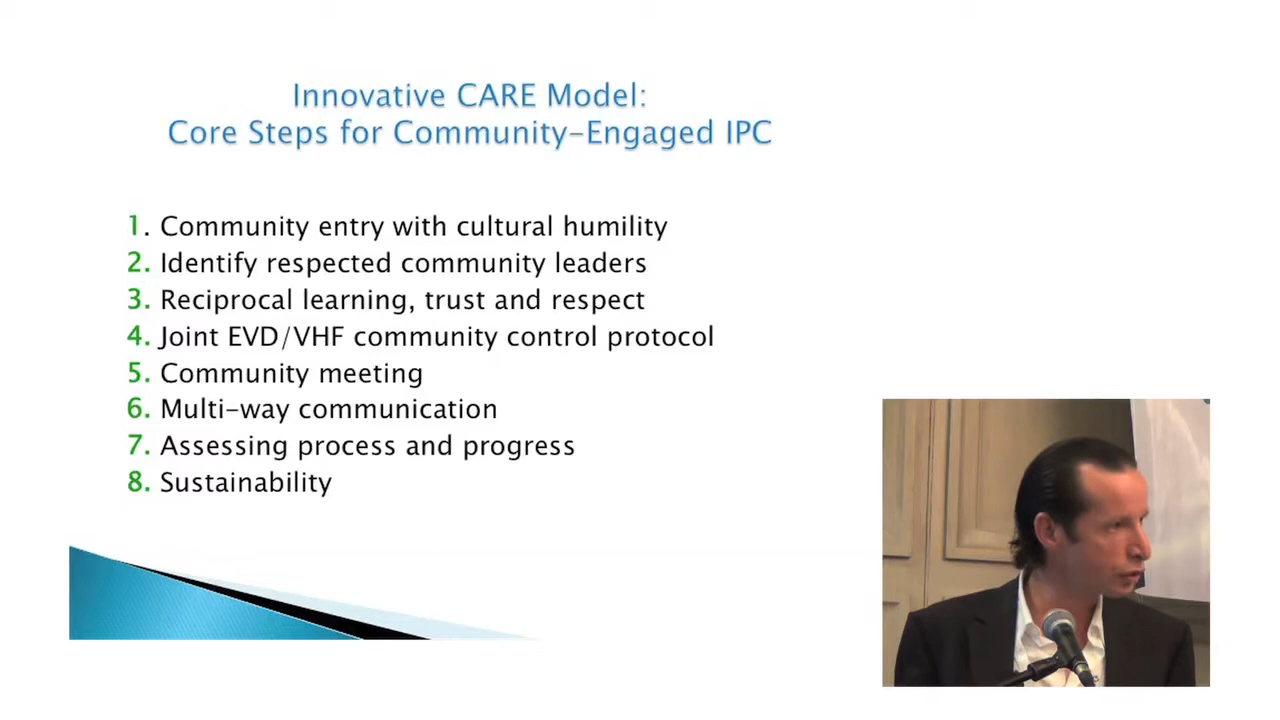 Innovative CARE Model:
Core Steps for Community-Engaged IPC
1. Community entry with cultural humility
2. Identify respected community leaders
3. Reciprocal learning, trust and respect
4. Joint EVD/VHF community control protocol
5. Community meeting
6. Multi-way communication
7. Assessing process and progress
8. Sustainability